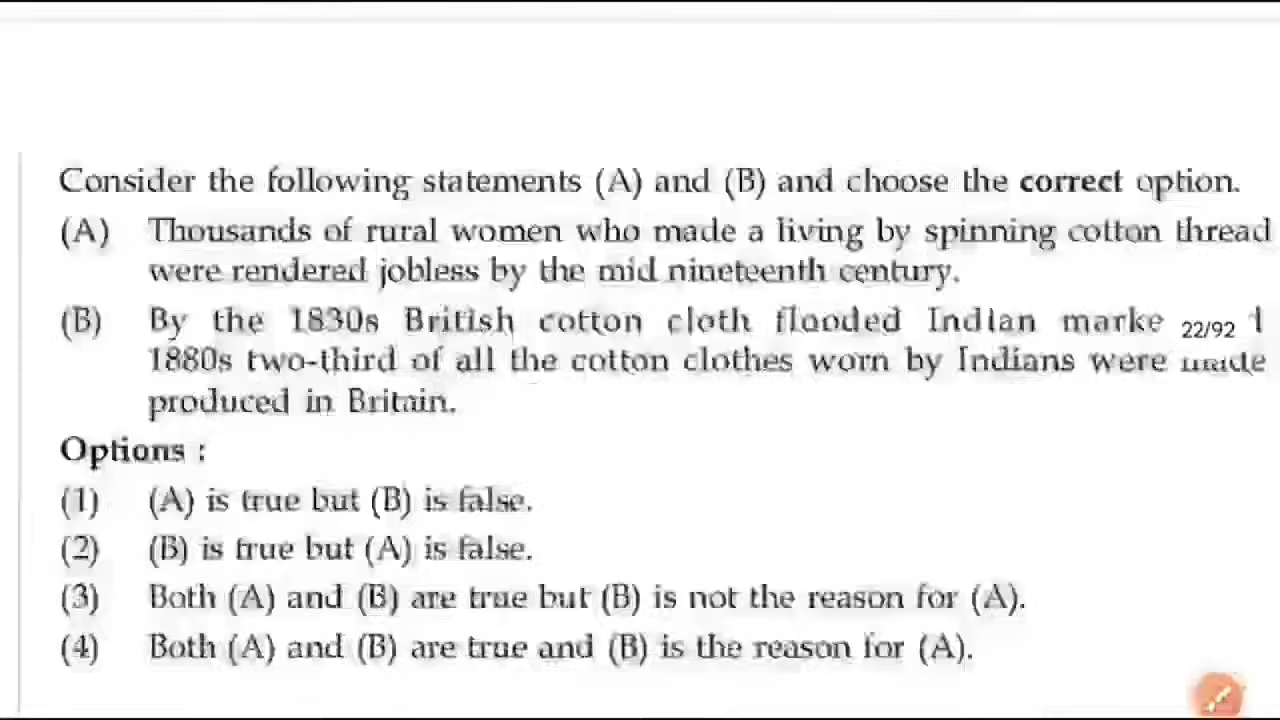 Consider the following statements (A) and (B) and choose the correct option.
(A) Thousands of rural women who made a living by spinning cotton thread
were rendered jobless by the mid nineteenth century.
(B) By the 1830s British cotton cloth flooded Indian marke 22/92
1880s two-third of all the cotton clothes worn by Indians were made
produced in Britain.
Options :
(1) (A) is true but (B) is false.
(2) (B) is true but (A) is false.
(3) Both (A) and (B) are true but (B) is not the reason for (A).
(4) Both (A) and (B) are true and (B) is the reason for (A).